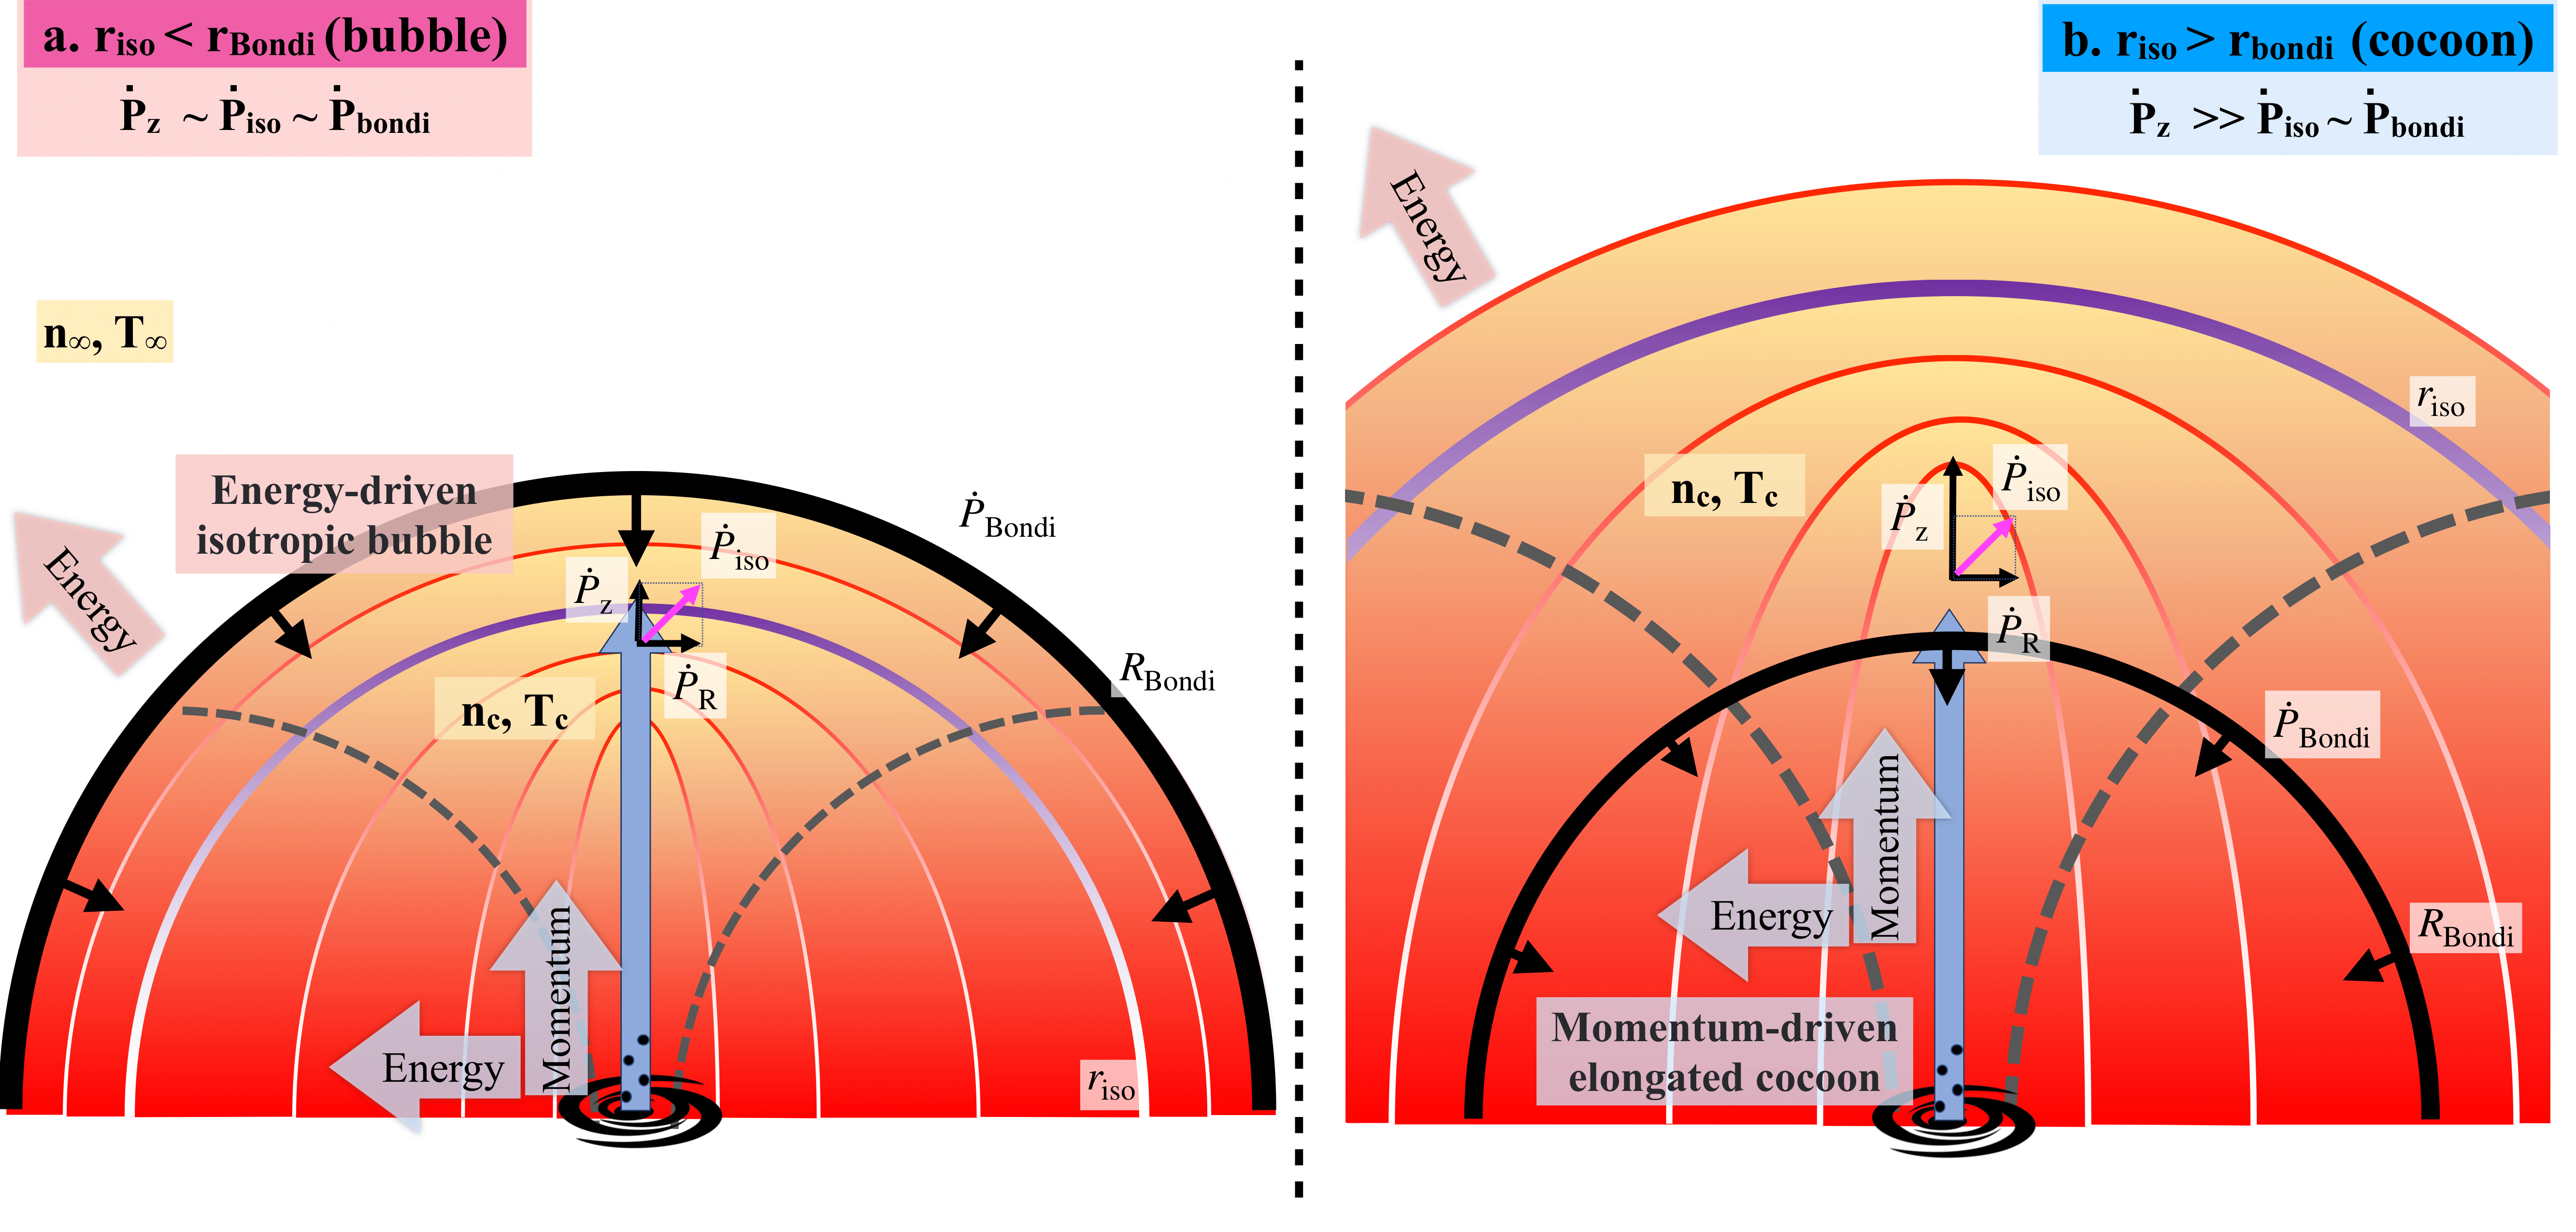 a. r_iso < r_Bondi (bubble)
Ṗ_z ~ Ṗ_iso ~ Ṗ_bondi
n_∞, T_∞
Energy-driven
isotropic bubble
Energy
Ṗ_Bondi
Ṗ_iso
Ṗ_z
R_Bondi
Ṗ_R
n_c, T_c
Momentum
Energy
r_iso
b. r_iso > r_bondi (cocoon)
Ṗ_z >> Ṗ_iso ~ Ṗ_bondi
Energy
r_iso
n_c, T_c
Ṗ_iso
Ṗ_z
Ṗ_R
Ṗ_Bondi
Momentum
Energy
R_Bondi
Momentum-driven
elongated cocoon